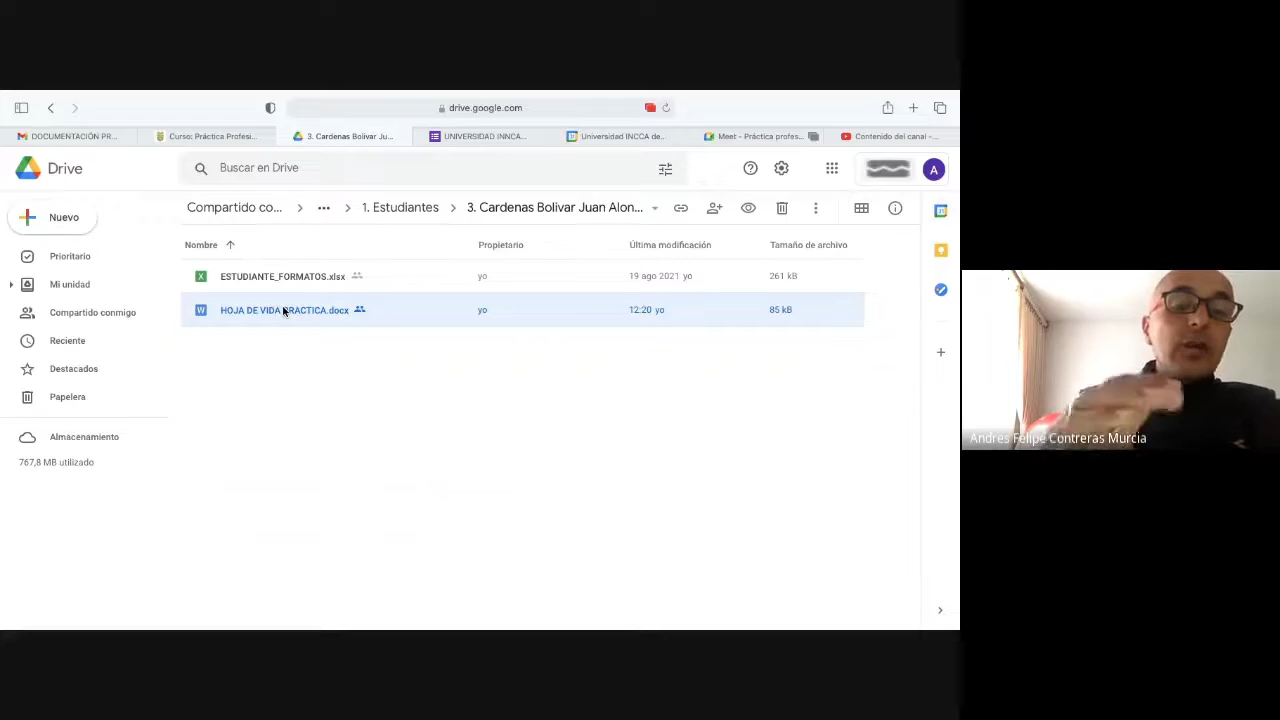 drive.google.com
DOCUMENTACIÓN PR...
Curso: Práctica Profesi...
3. Cardenas Bolivar Ju...
UNIVERSIDAD INNCA...
Universidad INCCA de...
Meet - Práctica profes...
Contenido del canal -...
Drive
Buscar en Drive
A
Nuevo
Compartido co...
1. Estudiantes
3. Cardenas Bolivar Juan Alon...
Nombre
Propietario
Última modificación
Tamaño de archivo
Prioritario
ESTUDIANTE_FORMATOS.xlsx
yo
19 ago 2021 yo
261 kB
Mi unidad
HOJA DE VIDA PRACTICA.docx
yo
12:20 yo
85 kB
Compartido conmigo
Reciente
Destacados
Papelera
Almacenamiento
767,8 MB utilizado
Andres Felipe Contreras Murcia